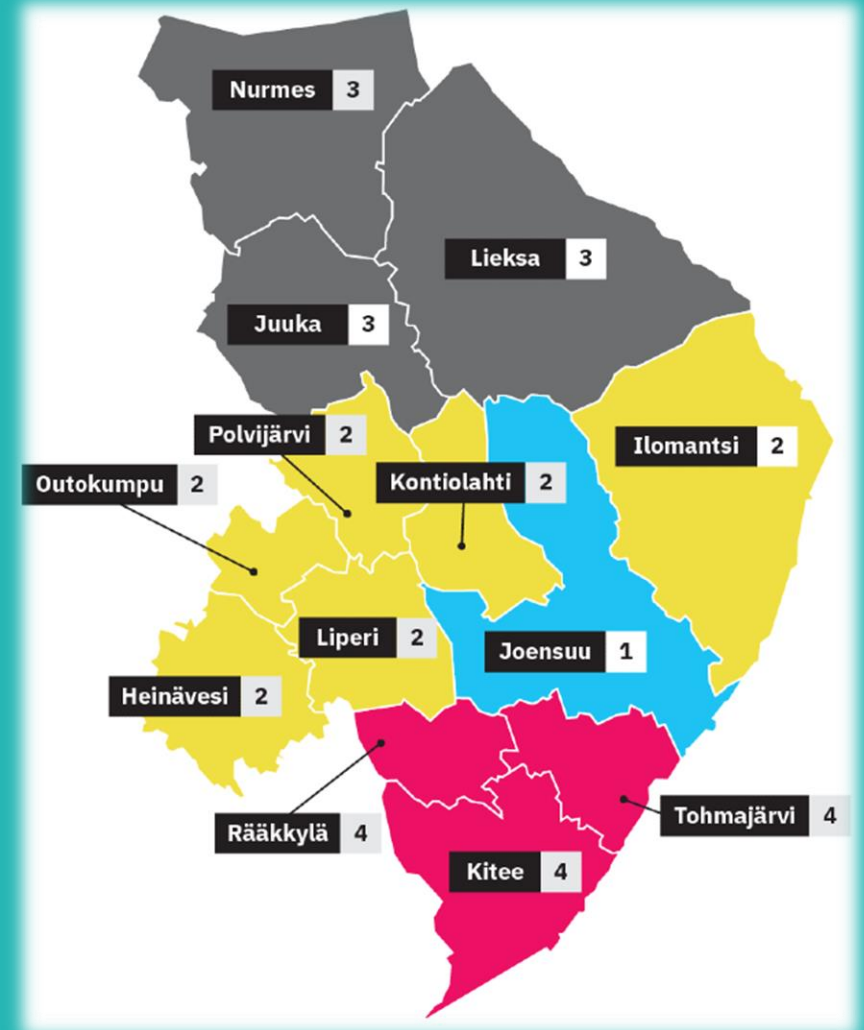 Nurmes 3
Lieksa 3
Juuka 3
Polvijärvi 2
Ilomantsi 2
Outokumpu 2
Kontiolahti 2
Liperi 2
Joensuu 1
Heinävesi 2
Rääkkylä 4
Tohmajärvi 4
Kitee 4